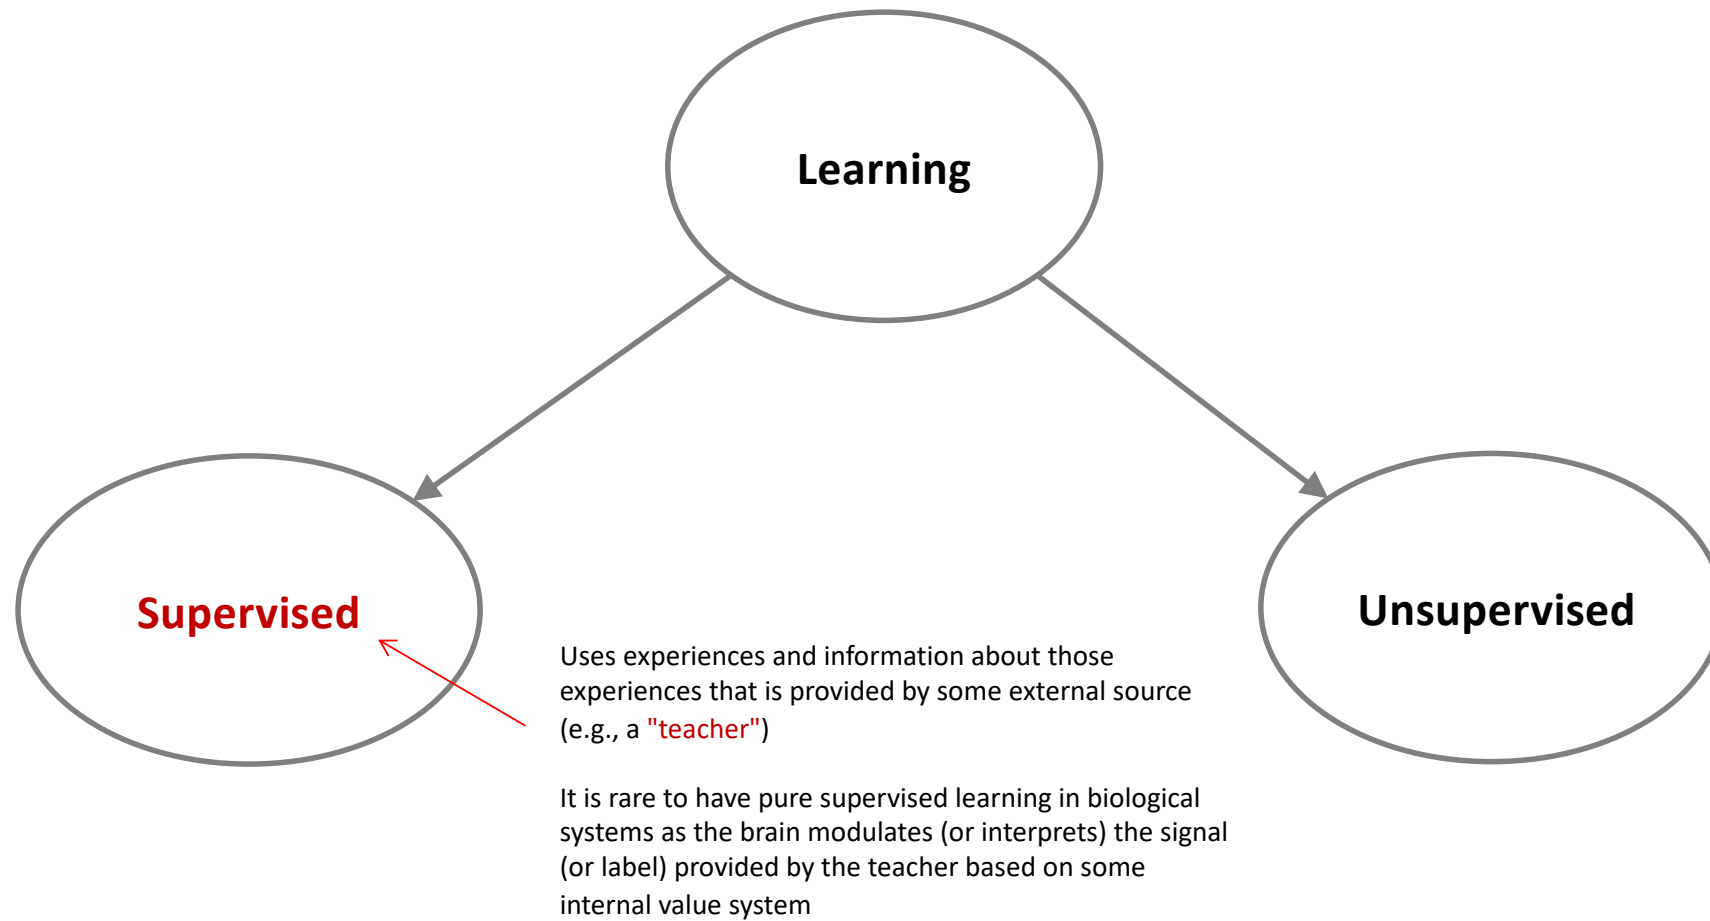 Learning
Supervised
Unsupervised
Uses experiences and information about those
experiences that is provided by some external source
(e.g., a "teacher")
It is rare to have pure supervised learning in biological
systems as the brain modulates (or interprets) the signal
(or label) provided by the teacher based on some
internal value system